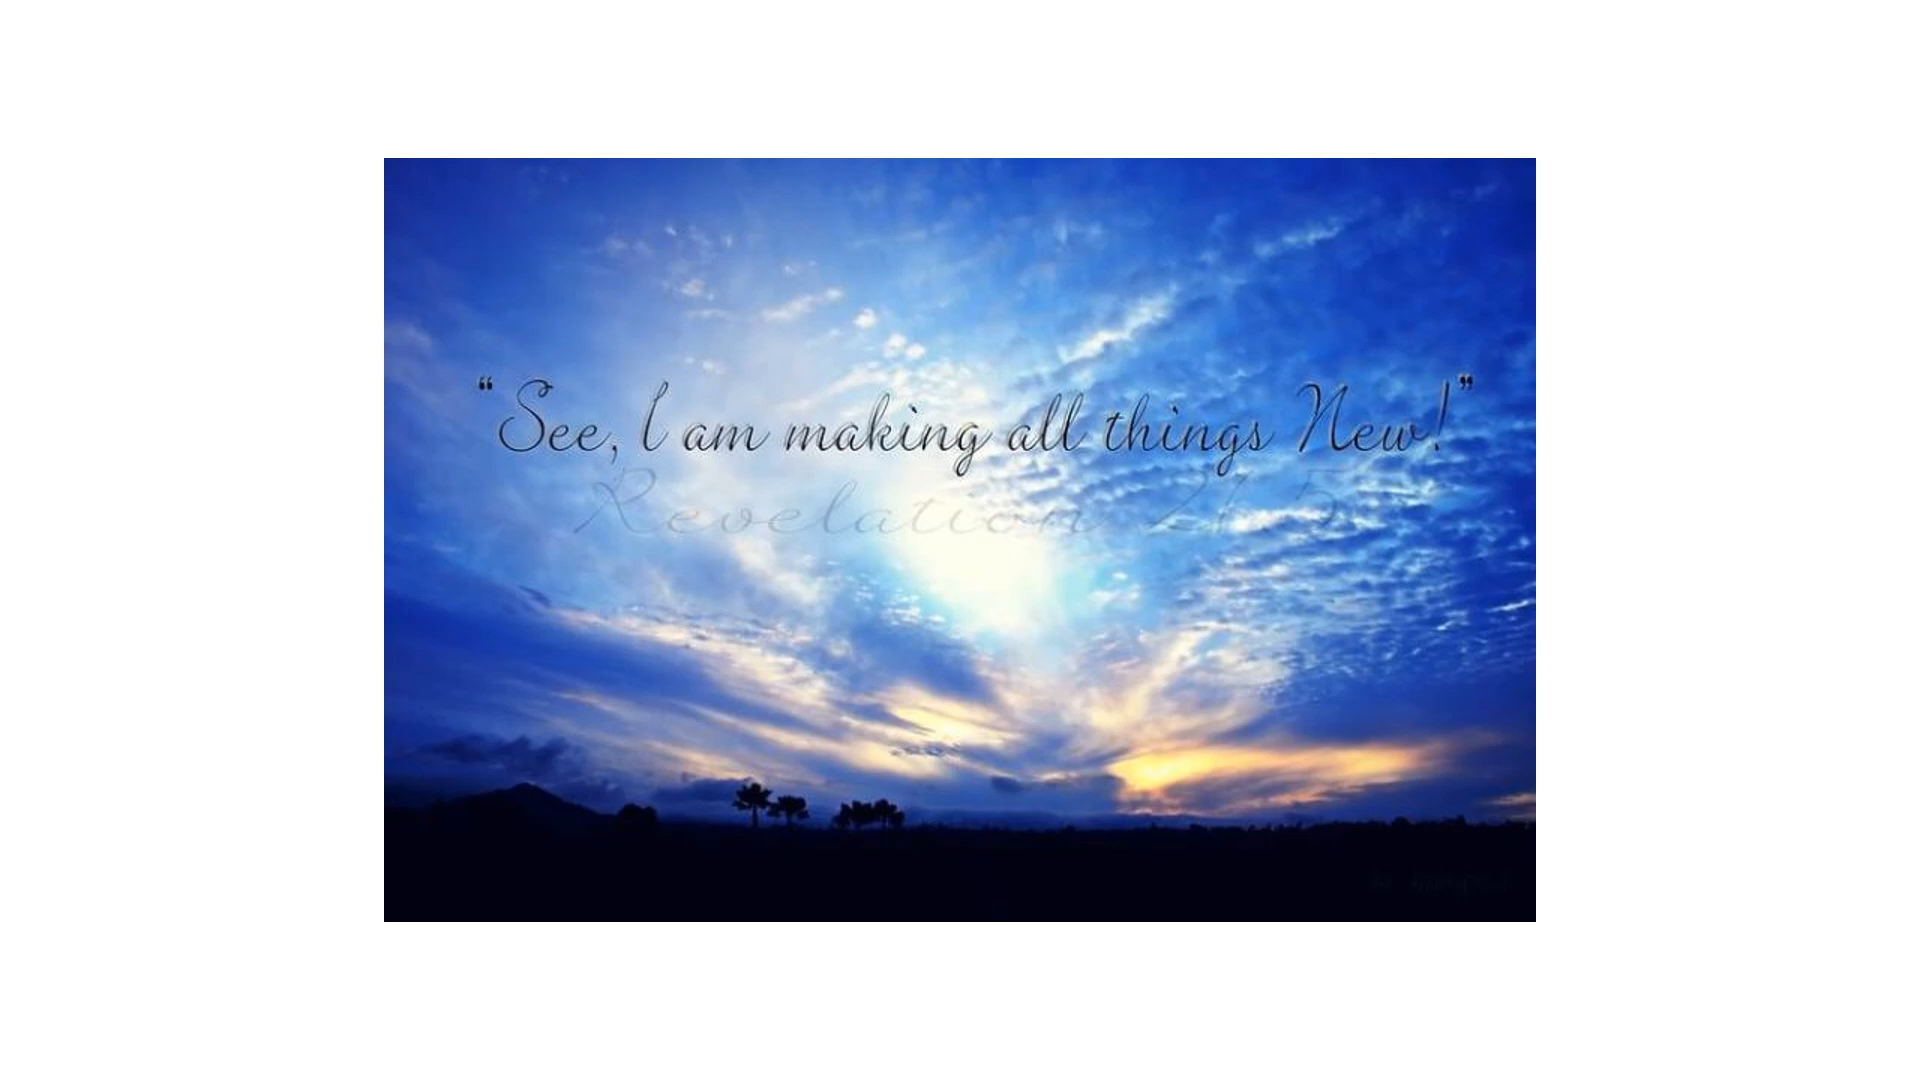 “See, I am making all things New!”
Revelation 21 5